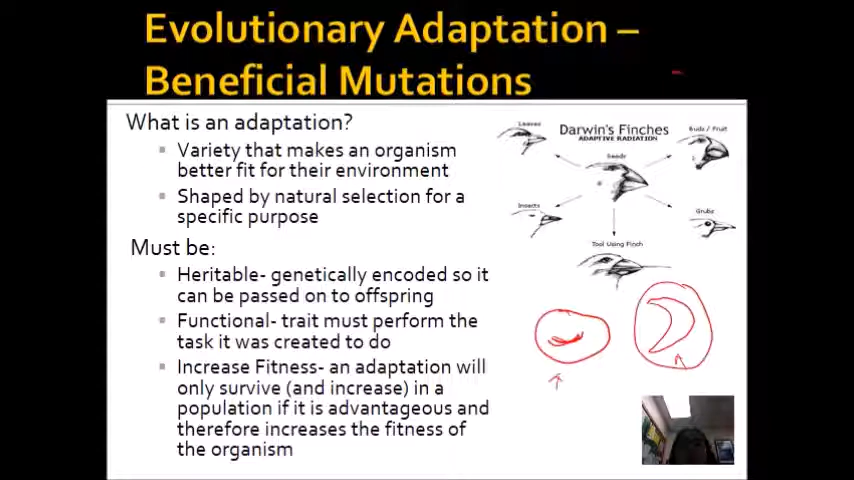 Evolutionary Adaptation –
Beneficial Mutations
What is an adaptation?
Variety that makes an organism
better fit for their environment
Shaped by natural selection for a
specific purpose
Must be:
Heritable- genetically encoded so it
can be passed on to offspring
Functional- trait must perform the
task it was created to do
Increase Fitness- an adaptation will
only survive (and increase) in a
population if it is advantageous and
therefore increases the fitness of
the organism
Darwin's Finches
ADAPTIVE RADIATION
Leaves
Buds / Fruit
Seeds
Insects
Grubs
Tool Using Finch